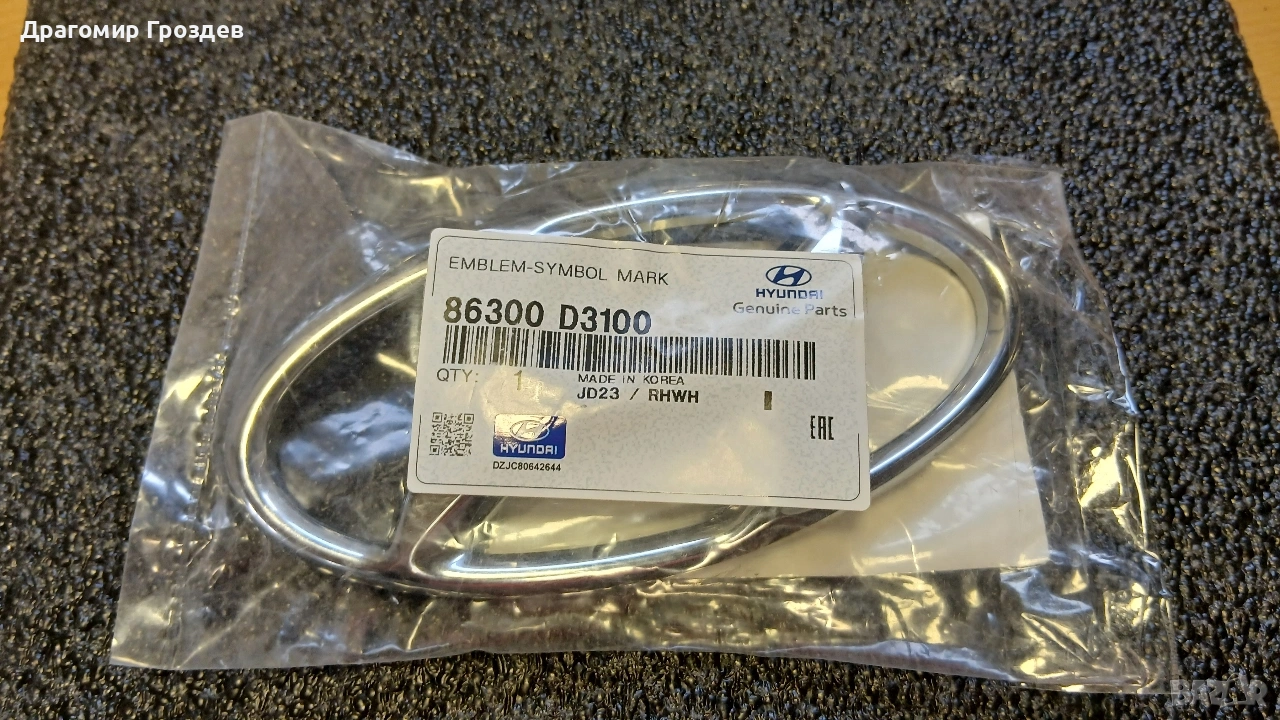 Драгомир Гроздев
EMBLEM-SYMBOL MARK
HYUNDAI
Genuine Parts
86300 D3100
QTY: 1
MADE IN KOREA
JD23 / RHWH
EAC
HYUNDAI
DZJC80642644
BAZAR